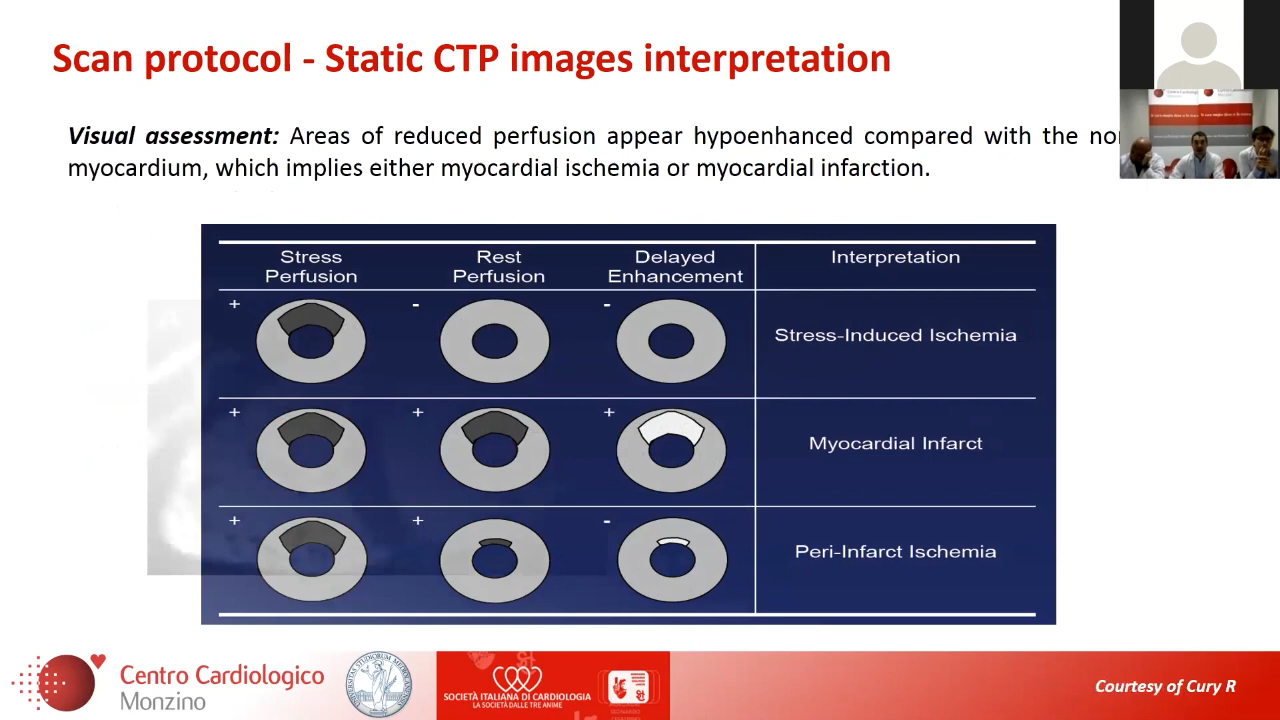 Scan protocol - Static CTP images interpretation
Visual assessment: Areas of reduced perfusion appear hypoenhanced compared with the
myocardium, which implies either myocardial ischemia or myocardial infarction.
Stress Perfusion
Rest Perfusion
Delayed Enhancement
Interpretation
+ - - Stress-Induced Ischemia
+ + + Myocardial Infarct
+ + - Peri-Infarct Ischemia
Centro Cardiologico
Monzino
SOCIETÀ ITALIANA DI CARDIOLOGIA
LA SOCIETÀ DALLE TRE ANIME
Courtesy of Cury R